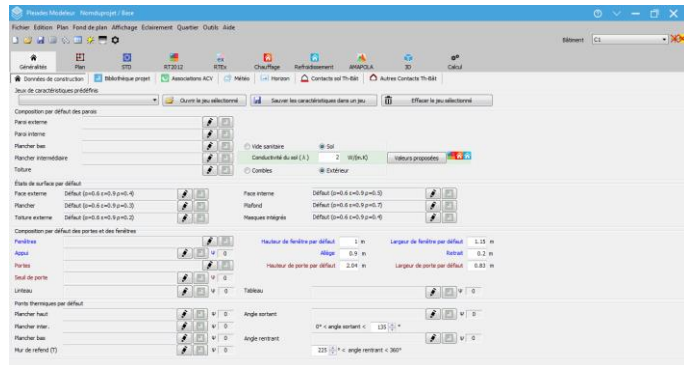 Pleiades Modeleur Nomduprojet / Base
Fichier Edition Plan Fond de plan Affichage Eclairement Quartier Outils Aide
Bâtiment C1
Généralités Plan STD RT2012 RTEx Chauffage Refroidissement AMAPOLA 3D Calcul
Données de construction Bibliothèque projet Associations ACV Météo Horizon Contacts sol Th-Bât Autres Contacts Th-Bât
Jeux de caractéristiques prédéfinis
Ouvrir le jeu sélectionné Sauver les caractéristiques dans un jeu Effacer le jeu sélectionné
Composition par défaut des parois
Paroi externe
Paroi interne
Plancher bas Vide sanitaire Sol
Plancher intermédiaire Conductivité du sol ( λ ) 2 W/(m.K) Valeurs proposées
Toiture Combles Extérieur
États de surface par défaut
Face externe Défaut (α=0.6 ε=0.9 ρ=0.4) Face interne Défaut (α=0.6 ε=0.9 ρ=0.5)
Plancher Défaut (α=0.6 ε=0.9 ρ=0.3) Plafond Défaut (α=0.6 ε=0.9 ρ=0.7)
Toiture externe Défaut (α=0.8 ε=0.9 ρ=0.2) Masques intégrés Défaut (α=0.6 ε=0.9 ρ=0.4)
Composition par défaut des portes et des fenêtres
Fenêtres Hauteur de fenêtre par défaut 1 m Largeur de fenêtre par défaut 1.15 m
Appui Ψ 0 Allège 0.9 m Retrait 0.2 m
Portes Hauteur de porte par défaut 2.04 m Largeur de porte par défaut 0.83 m
Seuil de porte Ψ 0
Linteau Ψ 0 Tableau Ψ 0
Ponts thermiques par défaut
Plancher haut Ψ 0 Angle sortant Ψ 0
Plancher inter. Ψ 0 0° < angle sortant < 135 °
Plancher bas Ψ 0 Angle rentrant Ψ 0
Mur de refend (T) Ψ 0 225 ° < angle rentrant < 360°